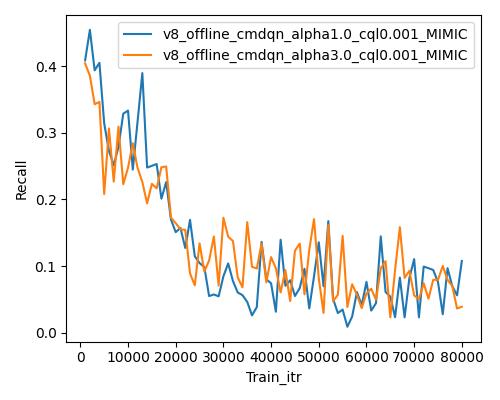 v8_offline_cmdqn_alpha1.0_cql0.001_MIMIC
v8_offline_cmdqn_alpha3.0_cql0.001_MIMIC
0.4
0.3
0.2
0.1
0.0
Recall
0 10000 20000 30000 40000 50000 60000 70000 80000
Train_itr